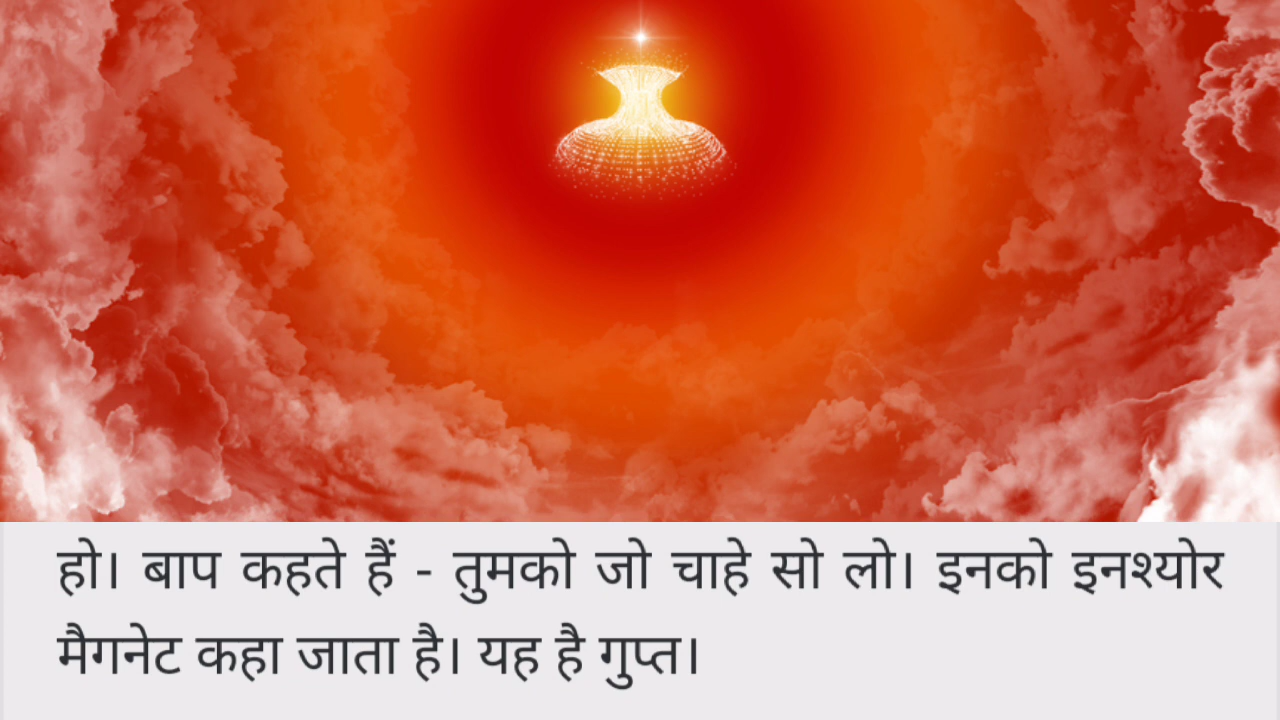 हो। बाप कहते हैं - तुमको जो चाहे सो लो। इनको इनश्योर
मैगनेट कहा जाता है। यह है गुप्त।